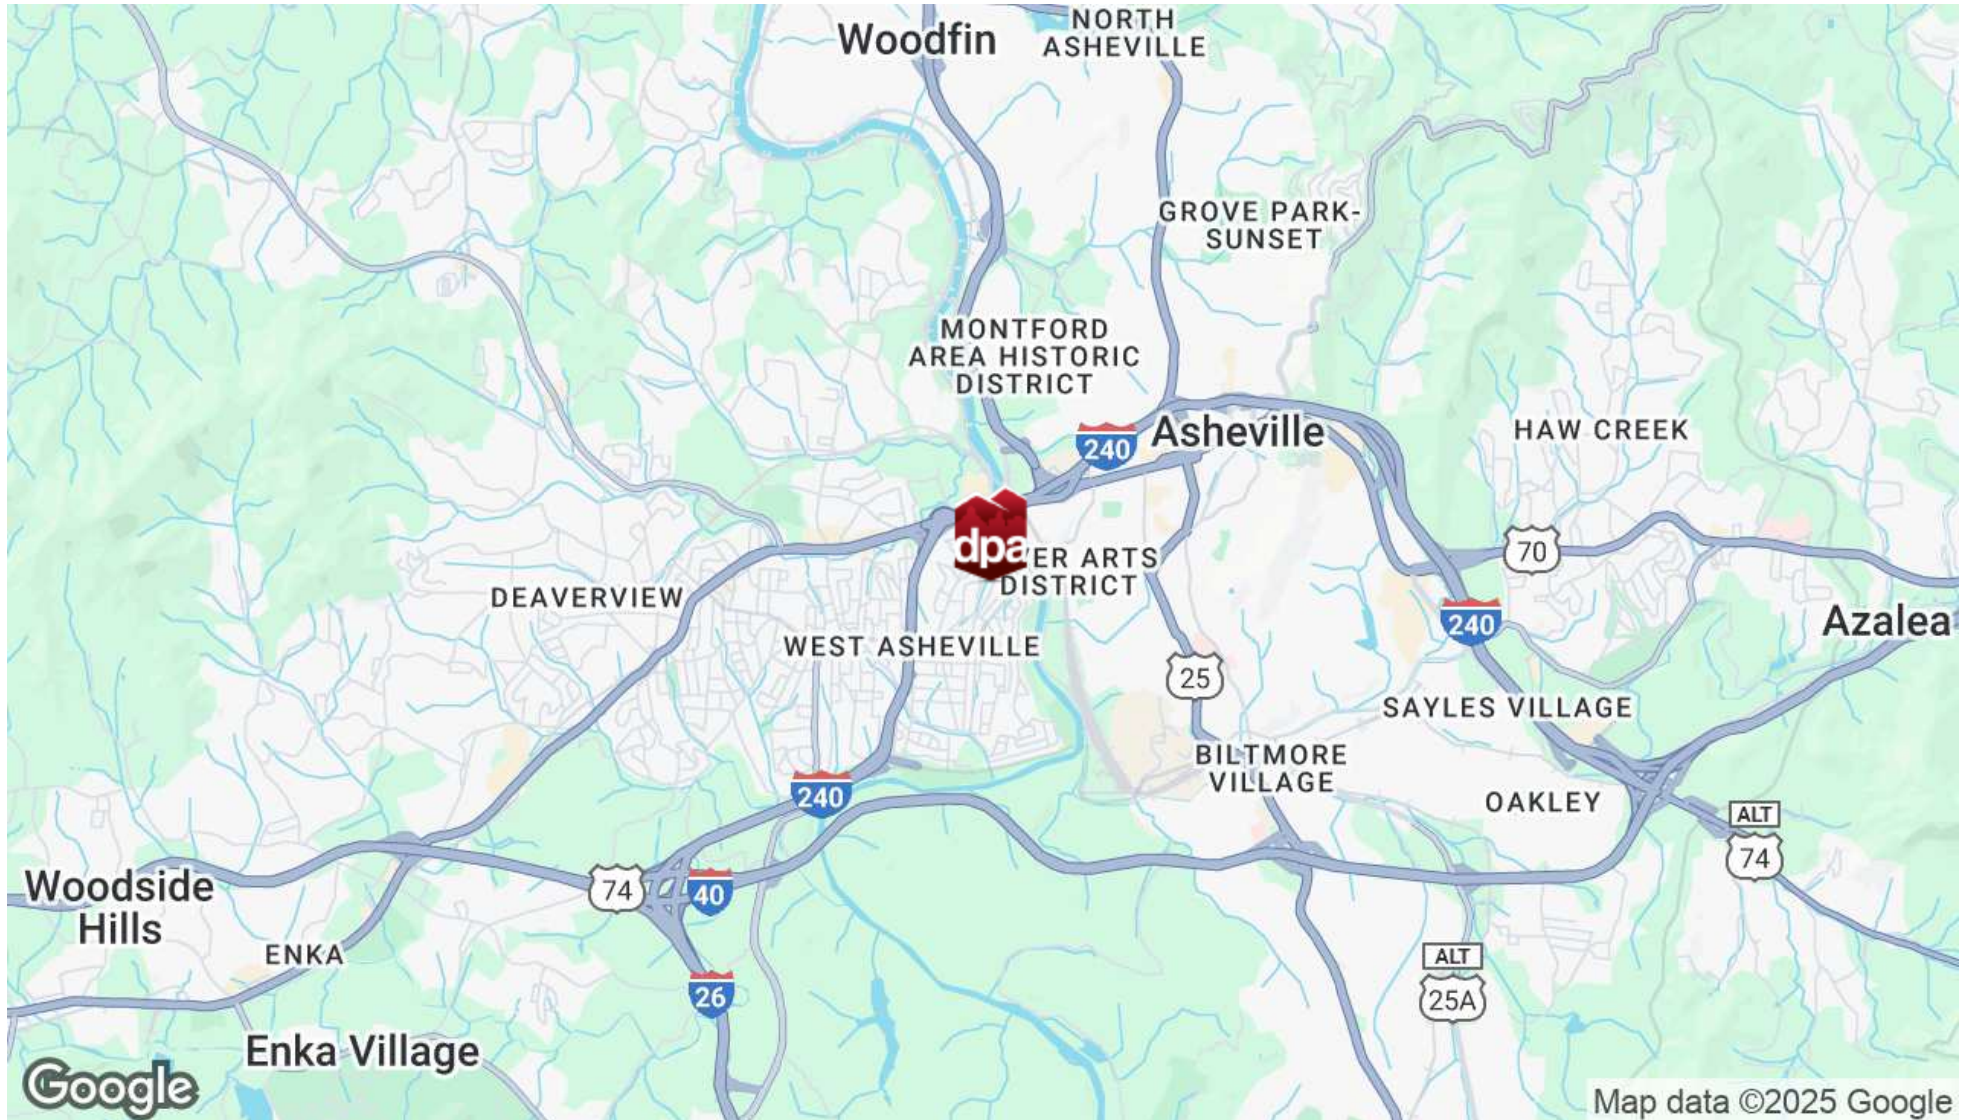 Woodfin
NORTH
ASHEVILLE
GROVE PARK-
SUNSET
MONTFORD
AREA HISTORIC
DISTRICT
240
Asheville
HAW CREEK
dpa
VER ARTS
DISTRICT
70
DEAVERVIEW
240
Azalea
WEST ASHEVILLE
25
SAYLES VILLAGE
BILTMORE
VILLAGE
240
OAKLEY
ALT
74
Woodside
Hills
74
40
ENKA
ALT
25A
26
Enka Village
Google
Map data ©2025 Google